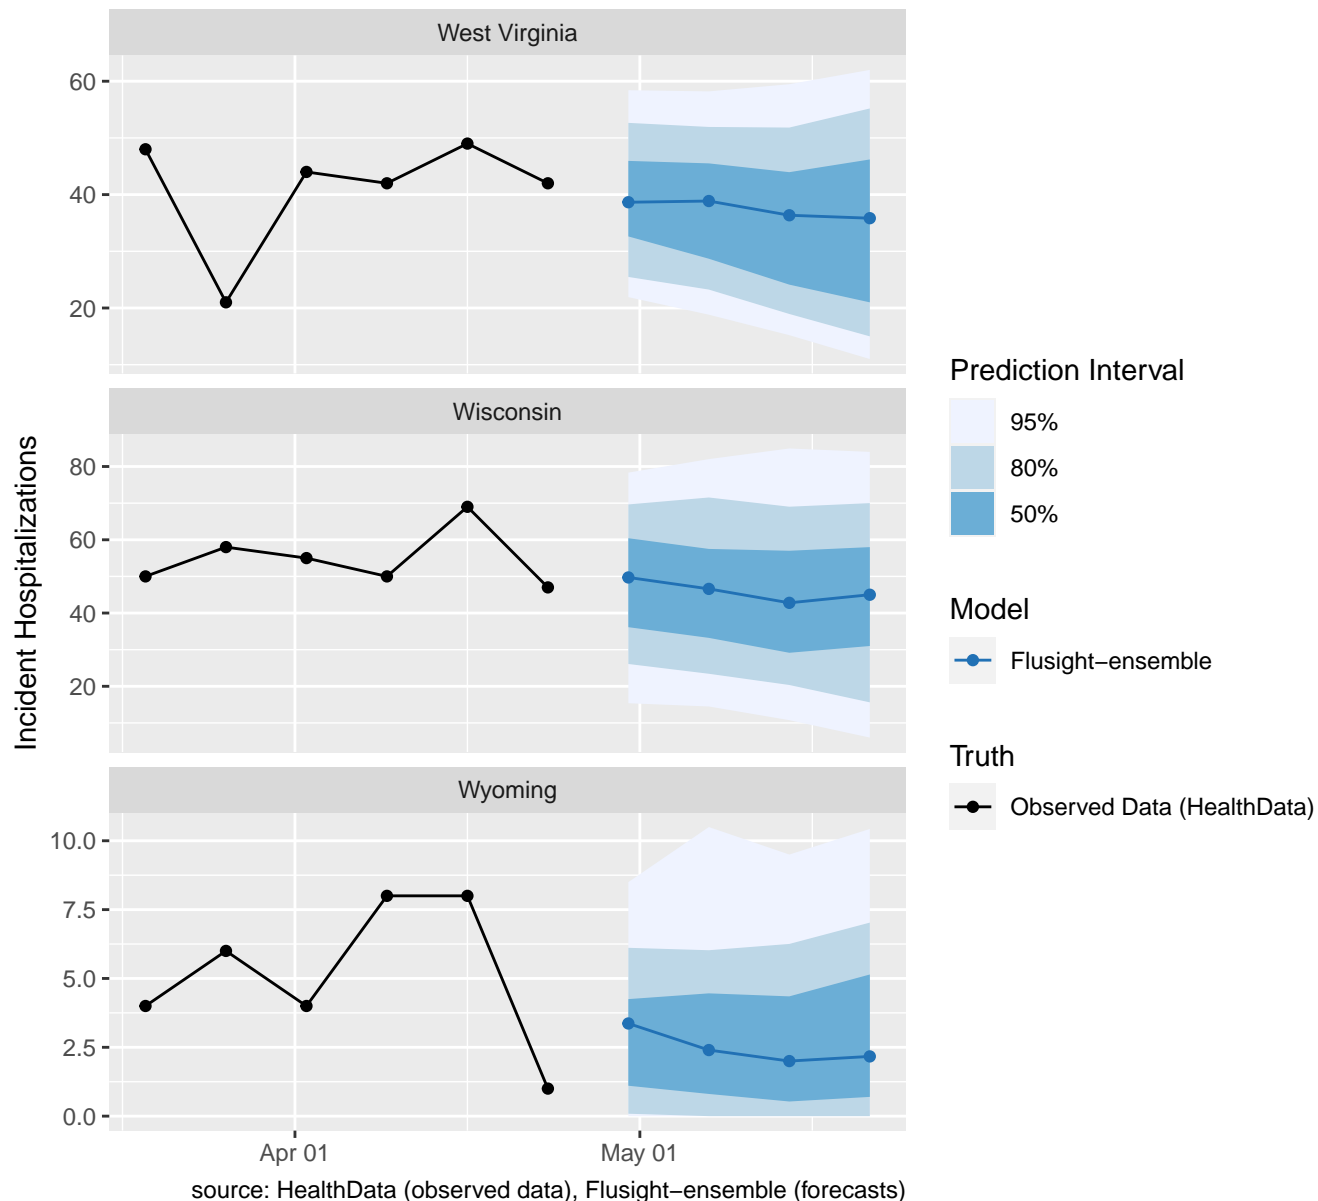 West Virginia
60
40
20
Wisconsin
80
60
40
20
Wyoming
10.0
7.5
5.0
2.5
0.0
Apr 01
May 01
Incident Hospitalizations
source: HealthData (observed data), Flusight−ensemble (forecasts)
Prediction Interval
95%
80%
50%
Model
Flusight−ensemble
Truth
Observed Data (HealthData)